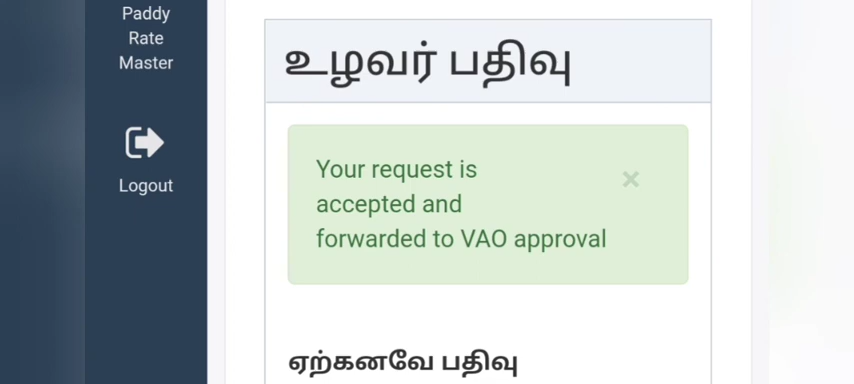 Paddy
Rate
Master
Logout
உழவர் பதிவு
Your request is
accepted and
forwarded to VAO approval
×
ஏற்கனவே பதிவு